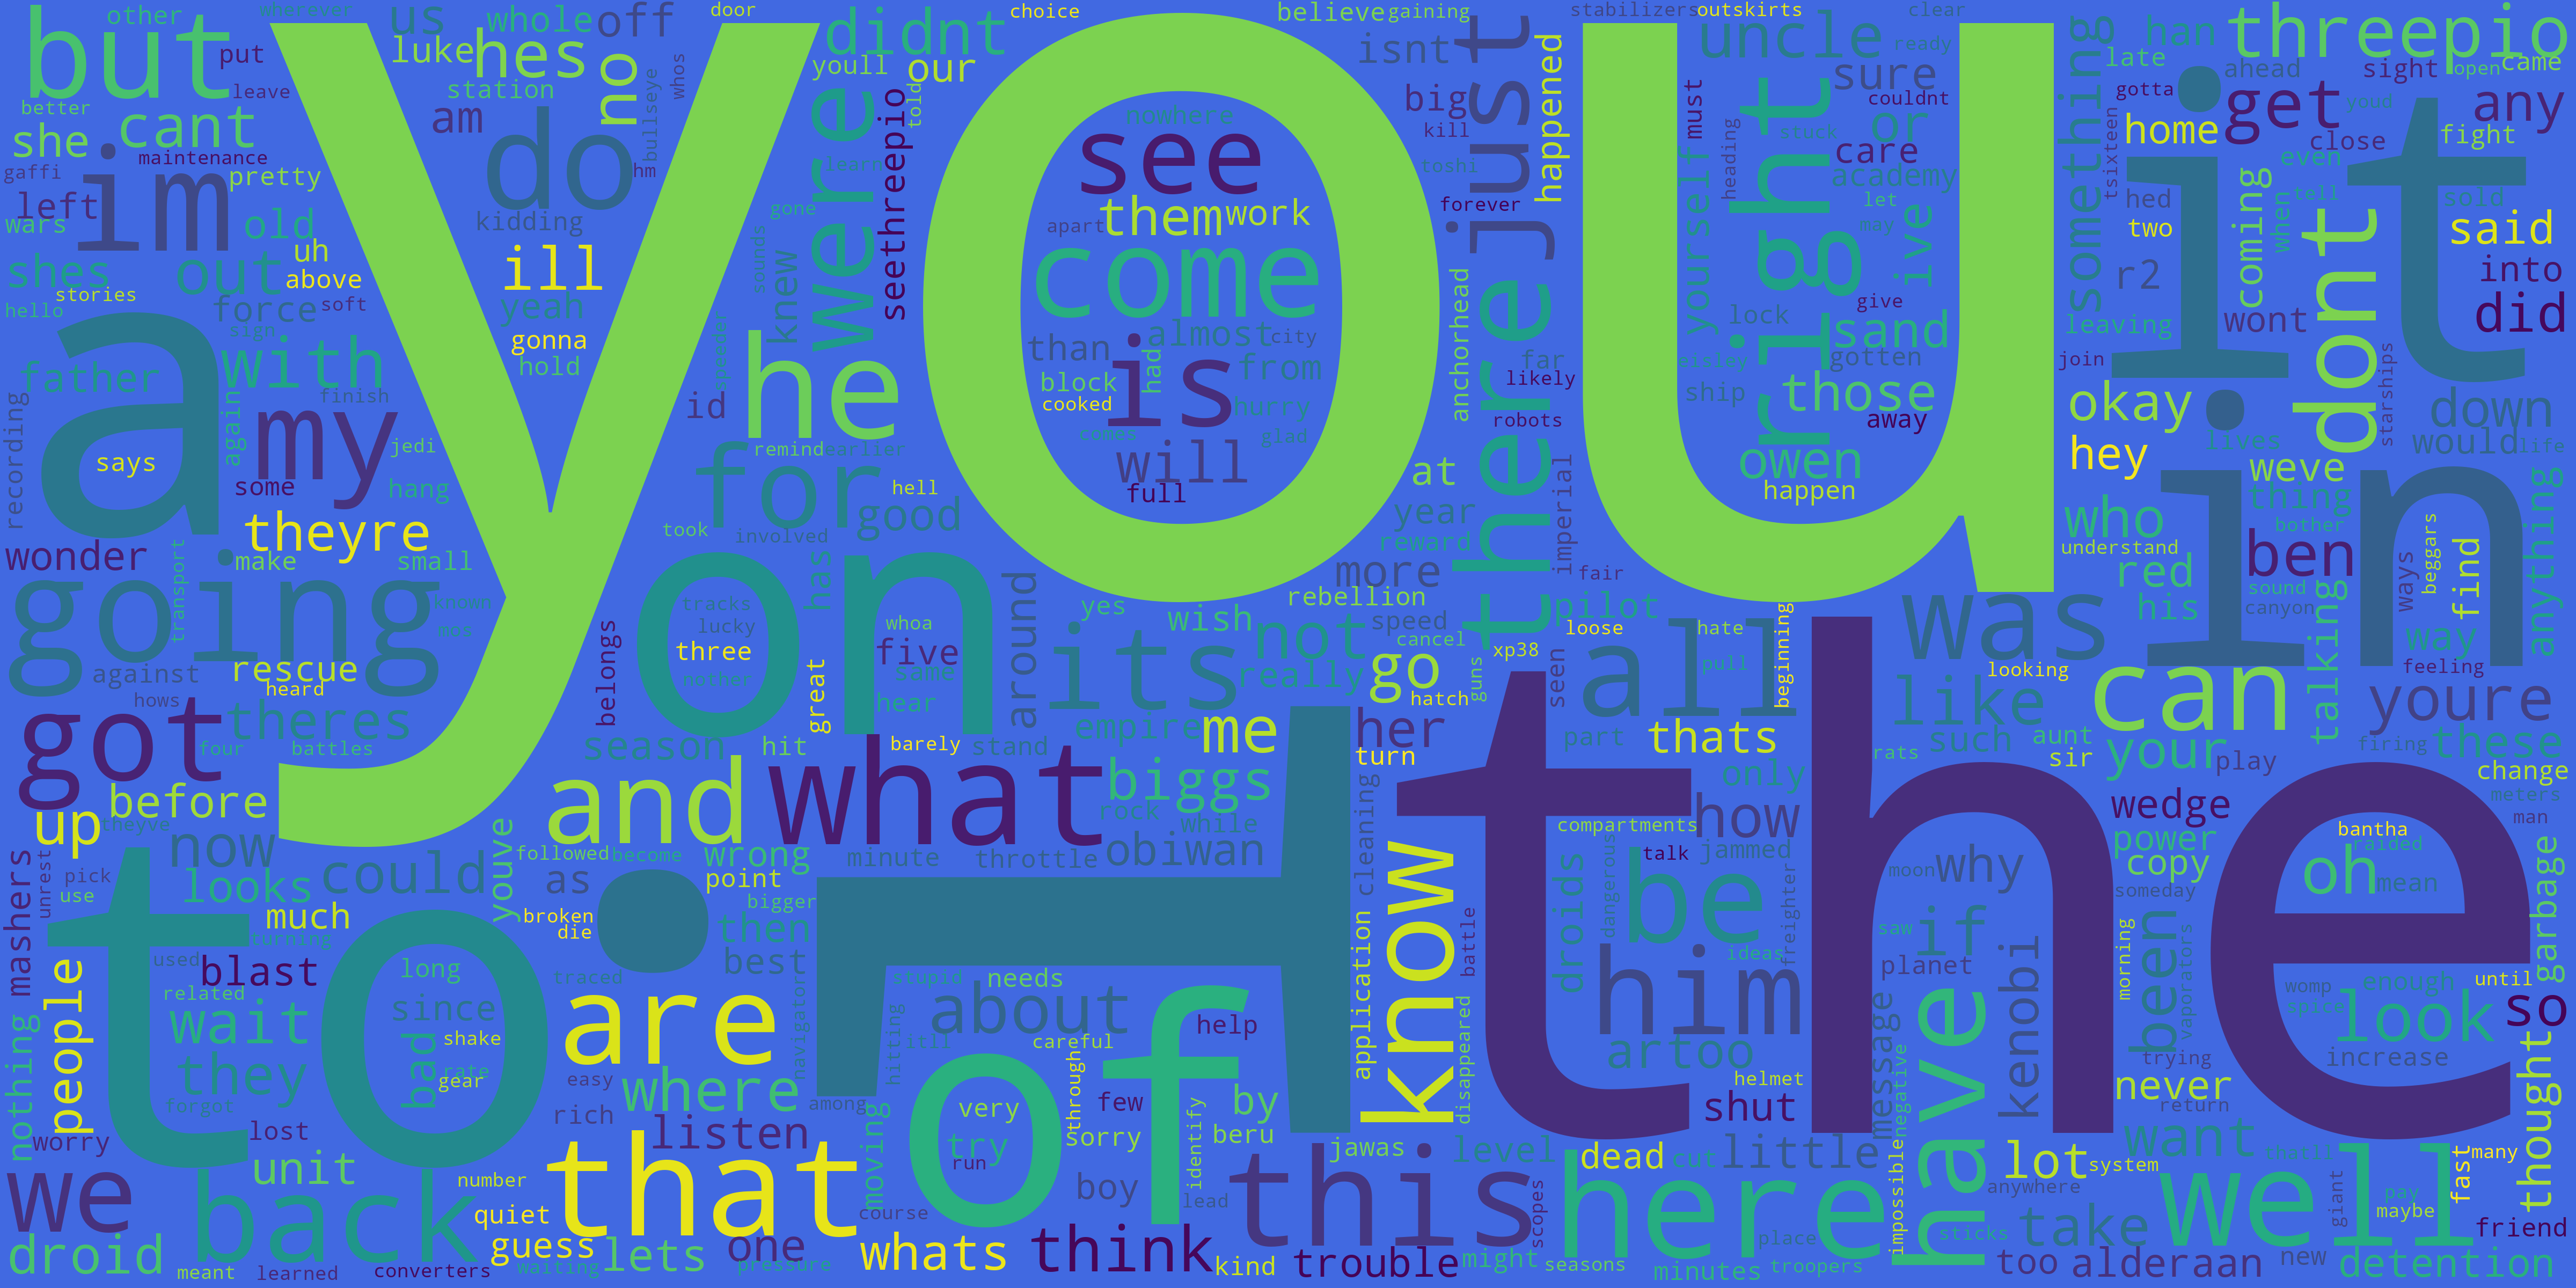 you
the
to
i
it
in
a
of
on
that
what
is
he
this
here
have
know
well
back
going
got
are
and
be
him
all
was
can
dont
do
im
but
my
we
for
were
come
see
there
just
right
its
not
go
me
about
where
they
now
could
up
before
theres
theyre
with
out
ill
no
hes
cant
she
shes
didnt
our
us
off
luke
whole
uncle
sure
or
care
academy
ive
sand
those
owen
yourself
something
han
threepio
get
any
home
okay
hey
who
down
would
said
into
did
coming
wont
r2
weve
thing
ben
red
his
way
find
anything
talking
youre
like
such
your
these
wedge
power
copy
oh
look
so
been
never
want
thought
garbage
lot
take
too
alderaan
detention
friend
if
why
kenobi
planet
message
how
her
thats
only
droids
artoo
shut
little
dead
level
minutes
trouble
think
whats
one
lets
guess
quiet
unit
droid
people
nothing
mashers
wait
looks
much
blast
since
bad
long
youve
as
wrong
point
then
best
listen
rich
moving
try
very
few
sorry
by
beru
boy
help
needs
obiwan
biggs
empire
really
wish
rebellion
more
year
at
reward
around
season
five
three
good
knew
yeah
gonna
hold
kidding
am
station
seethreepio
youll
believe
gaining
choice
isnt
big
happened
kill
toshi
forever
anchorhead
likely
far
robots
imperial
fair
pilot
speed
cancel
hatch
xp38
loose
hate
pull
beginning
guns
seen
part
turn
them
work
nowhere
apart
than
almost
city
block
had
from
cooked
hurry
comes
glad
will
full
stabilizers
outskirts
clear
ready
must
couldnt
heading
stuck
let
may
give
lock
gotten
eisley
ship
away
happen
late
ahead
sight
open
came
gotta
tsixteen
close
youd
fight
even
tell
when
hed
two
leaving
join
lives
starships
life
bother
understand
sound
canyon
ways
beggars
feeling
looking
rats
aunt
sir
play
firing
change
meters
man
bantha
raided
mean
moon
someday
saw
morning
vaporators
womp
spice
enough
until
increase
trying
return
thatll
system
many
fast
pay
maybe
giant
new
anywhere
sticks
impossible
negative
place
troopers
cut
might
seasons
scopes
kind
jawas
compartments
talk
jammed
dangerous
freighter
ideas
helmet
application
cleaning
battle
disappeared
minute
throttle
rock
while
followed
become
bigger
broken
die
traced
stupid
navigator
hitting
itll
careful
through
identify
easy
among
lead
run
course
pressure
waiting
number
converters
learned
meant
lost
worry
forgot
shake
rate
gear
related
used
turning
use
pick
unrest
theyve
four
battles
hows
against
heard
rescue
small
make
transport
known
mos
wonder
recording
says
some
hang
jedi
again
finish
father
sign
force
soft
above
uh
old
stories
hello
wars
left
gaffi
pretty
maintenance
leave
better
put
other
wherever
door
whos
bullseye
hm
told
learn
gone
sounds
speeder
id
remind
earlier
hell
took
involved
has
tracks
lucky
nother
whoa
same
hear
belongs
great
hit
barely
stand
yes